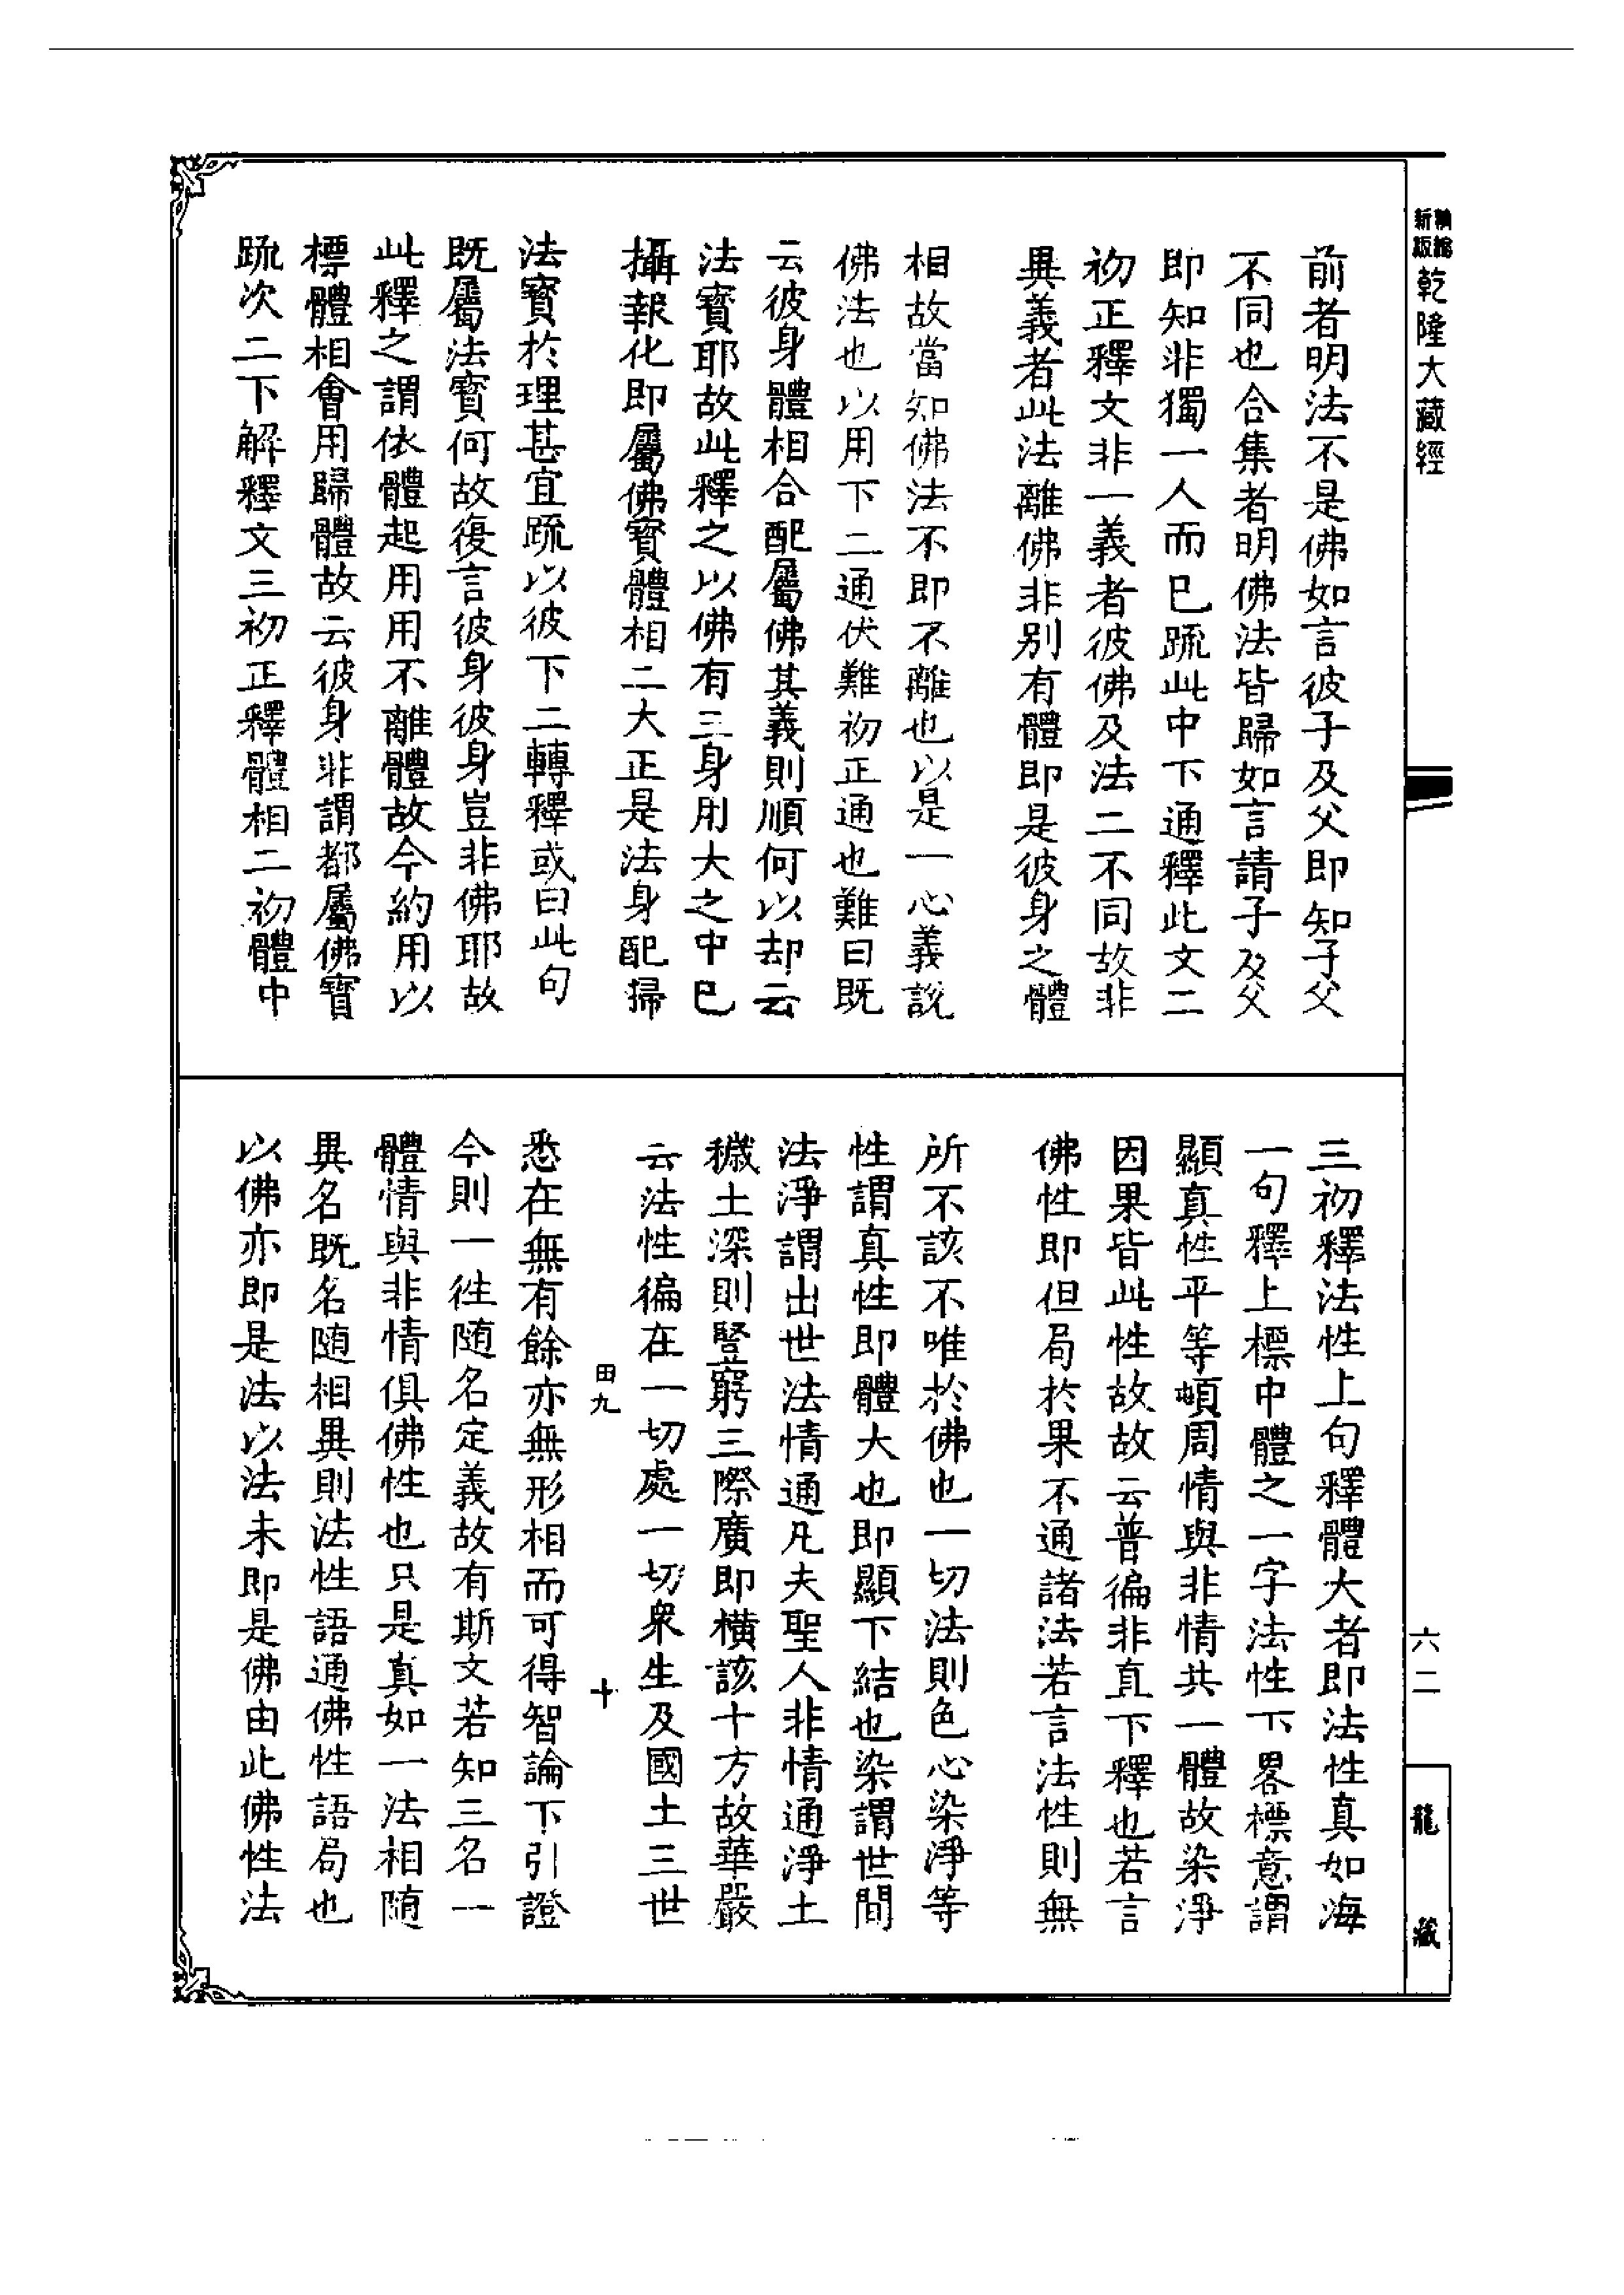 新編縮版乾隆大藏經
前者明法不是佛如言彼子及父即知子父
不同也合集者明佛法皆歸如言請子及父
即知非獨一人而巳䟽此中下通釋此文二
初正釋文非一義者彼佛及法二不同故非
異義者此法離佛非别有體即是彼身之體
相故當知佛法不即不離也以是一心義說
佛法也以用下二通伏難初正通也難曰既
云彼身體相合配屬佛其義則順何以却云
法寳耶故此釋之以佛有三身用大之中巳
攝報化即屬佛寳體相二大正是法身配掃
法寳於理甚宜䟽以彼下二轉釋或曰此句
既屬法寳何故復言彼身彼身豈非佛耶故
此釋之謂依體起用用不離體故今約用以
標體相會用歸體故云彼身非謂都屬佛寳
䟽次二下解釋文三初正釋體相二初體中
三初釋法性上句釋體大者即法性真如海
一句釋上標中體之一字法性下畧標意謂
顯真性平等頓周情與非情共一體故染淨
因果皆此性故故云普徧非直下釋也若言
佛性即但局於果不通諸法若言法性則無
所不該不唯於佛也一切法則色心染淨等
性謂真性即體大也即顯下結也染謂世間
法淨謂出世法情通凡夫聖人非情通淨土
穢土深則豎窮三際廣即橫該十方故華嚴
云法性徧在一切處一切衆生及國土三世
田九 十
悉在無有餘亦無形相而可得智論下引證
今則一徃随名定義故有斯文若知三名一
體情與非情俱佛性也只是真如一法相随
異名既名随相異則法性語通佛性語局也
以佛亦即是法以法未即是佛由此佛性法
六二
龍藏